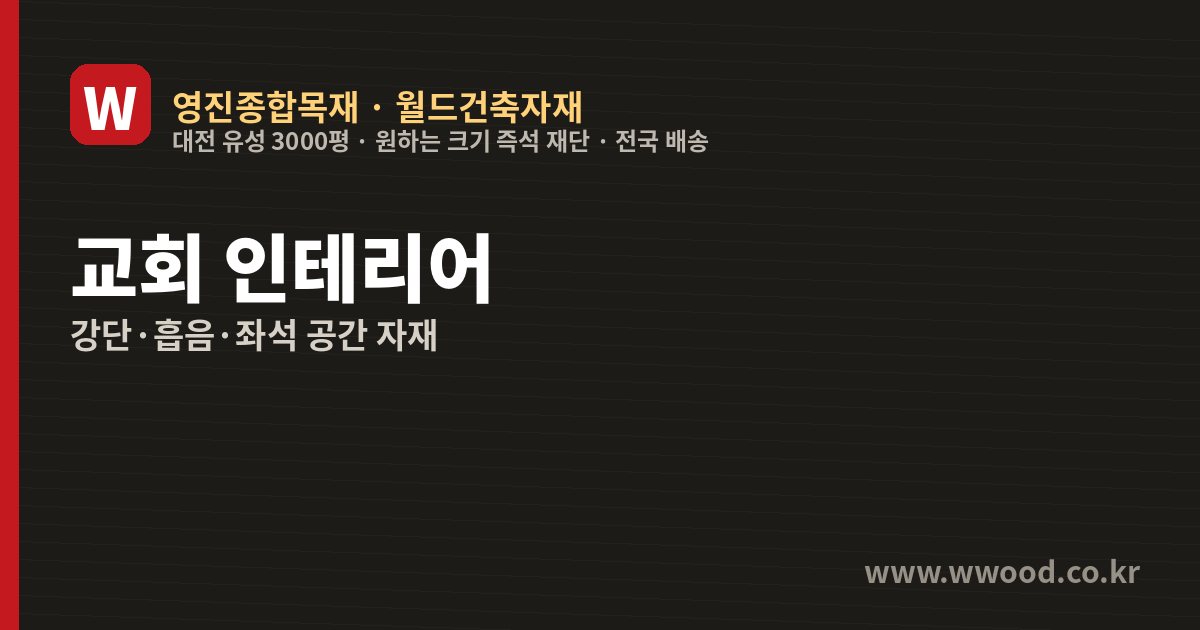 W
영진종합목재 · 월드건축자재
대전 유성 3000평 · 원하는 크기 즉석 재단 · 전국 배송
교회 인테리어
강단·흡음·좌석 공간 자재
www.wwood.co.kr